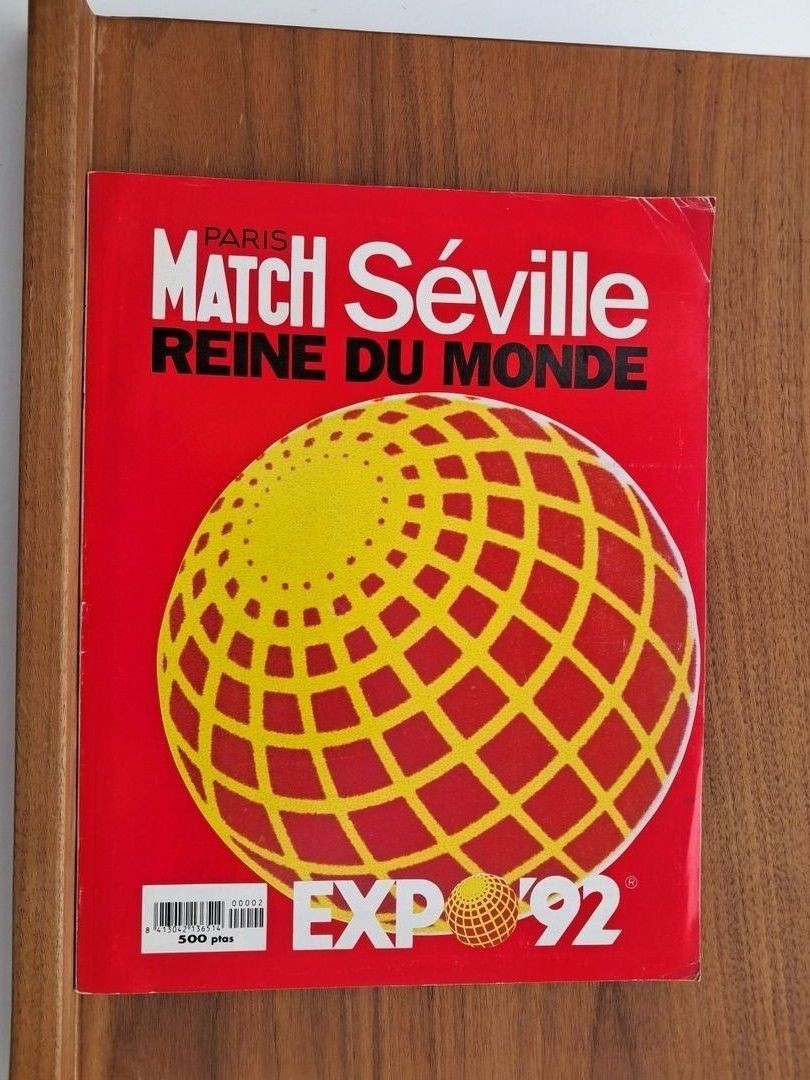 PARIS
MATCH Séville
REINE DU MONDE
00002
8 413042 136514
500 ptas
EXPO'92 ®